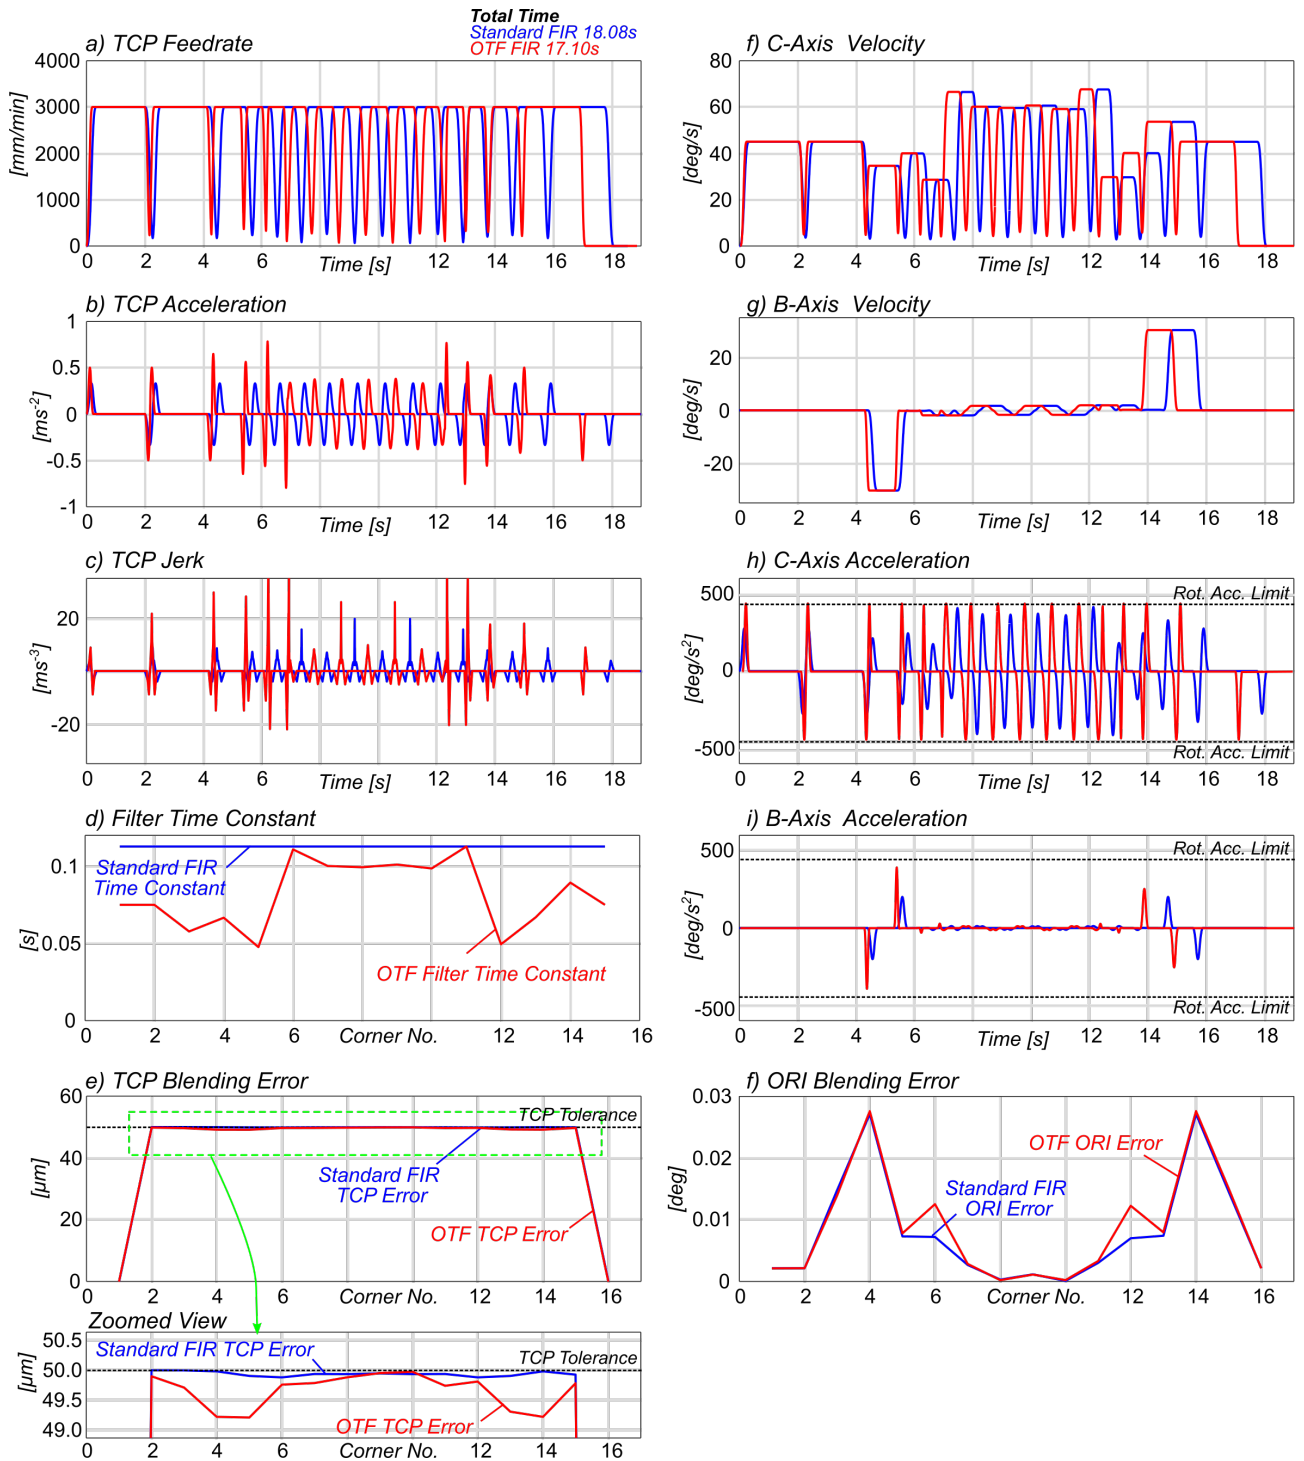 Total Time
Standard FIR 18.08s
OTF FIR 17.10s
a) TCP Feedrate
4000
3000
2000
1000
0
[mm/min]
0 2 4 6 12 14 16 18
Time [s]
b) TCP Acceleration
1
0.5
0
-0.5
-1
[ms-2]
0 2 4 6 12 14 16 18
Time [s]
c) TCP Jerk
20
0
-20
[ms-3]
0 2 4 6 12 14 16 18
Time [s]
d) Filter Time Constant
0.1
0.05
0
[s]
Standard FIR
Time Constant
OTF Filter Time Constant
0 2 4 6 12 14 16
Corner No.
e) TCP Blending Error
60
40
20
0
[µm]
TCP Tolerance
Standard FIR
TCP Error
OTF TCP Error
0 2 4 6 12 14 16
Corner No.
Zoomed View
50.5
50.0
49.5
49.0
[µm]
Standard FIR TCP Error
TCP Tolerance
OTF TCP Error
0 2 4 6 12 14 16
Corner No.
f) C-Axis Velocity
80
60
40
20
0
[deg/s]
0 2 4 6 12 14 16 18
Time [s]
g) B-Axis Velocity
20
0
-20
[deg/s]
0 2 4 6 12 14 16 18
Time [s]
h) C-Axis Acceleration
500
0
-500
[deg/s2]
Rot. Acc. Limit
Rot. Acc. Limit
0 2 4 6 12 14 16 18
Time [s]
i) B-Axis Acceleration
500
0
-500
[deg/s2]
Rot. Acc. Limit
Rot. Acc. Limit
0 2 4 6 12 14 16 18
Time [s]
f) ORI Blending Error
0.03
0.02
0.01
0
[deg]
OTF ORI Error
Standard FIR
ORI Error
0 2 4 6 12 14 16
Corner No.